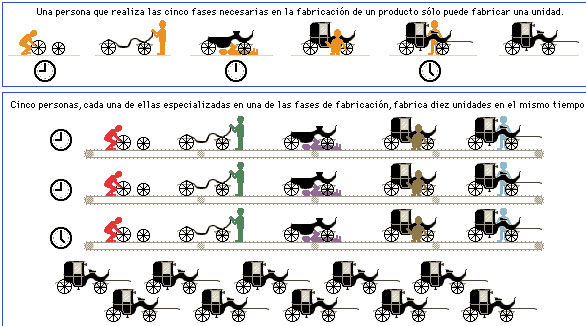 Una persona que realiza las cinco fases necesarias en la fabricación de un producto sólo puede fabricar una unidad.
Cinco personas, cada una de ellas especializadas en una de las fases de fabricación, fabrica diez unidades en el mismo tiempo